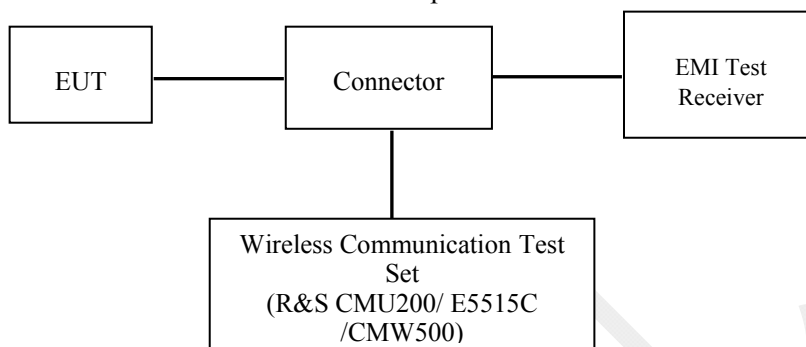 EUT
Connector
EMI Test
Receiver
Wireless Communication Test
Set
(R&S CMU200/ E5515C
/CMW500)